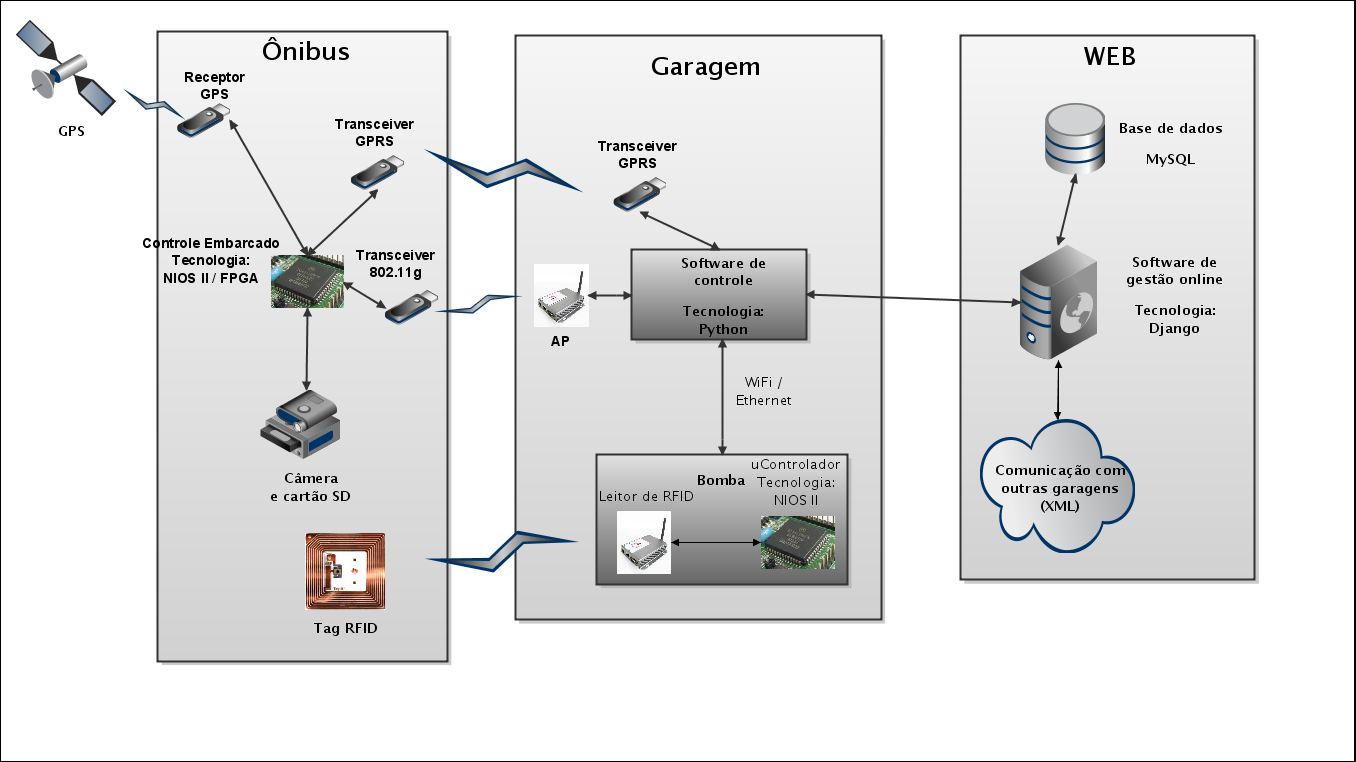 Ônibus
Receptor
GPS
GPS
Transceiver
GPRS
Controle Embarcado
Tecnologia:
NIOS II / FPGA
Transceiver
802.11g
Câmera
e cartão SD
Tag RFID
Garagem
Transceiver
GPRS
Software de
controle
Tecnologia:
Python
AP
WiFi /
Ethernet
Bomba
Leitor de RFID
uControlador
Tecnologia:
NIOS II
WEB
Base de dados
MySQL
Software de
gestão online
Tecnologia:
Django
Comunicação com
outras garagens
(XML)